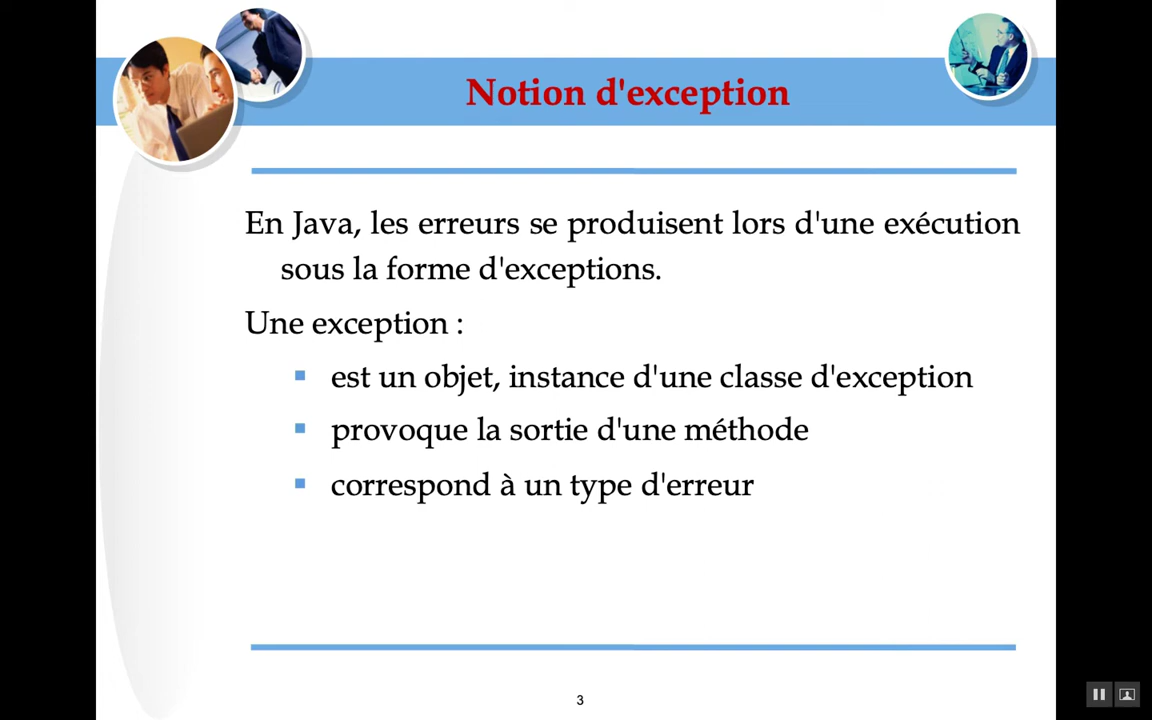 Notion d'exception
En Java, les erreurs se produisent lors d'une exécution
sous la forme d'exceptions.
Une exception :
▪ est un objet, instance d'une classe d'exception
▪ provoque la sortie d'une méthode
▪ correspond à un type d'erreur
3